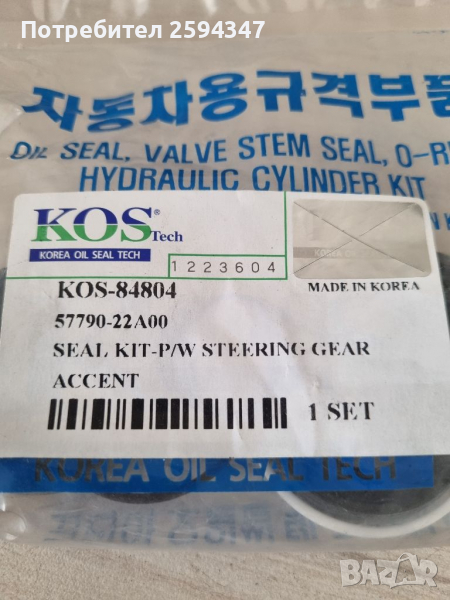 Потребител 2594347
자동차용규격부품
OIL SEAL, VALVE STEM SEAL, O-R
HYDRAULIC CYLINDER KIT
KOS® Tech
KOREA OIL SEAL TECH
1223604
MADE IN KOREA
KOS-84804
57790-22A00
SEAL KIT-P/W STEERING GEAR
ACCENT
1 SET
KOREA OIL SEAL TECH
BAZAR